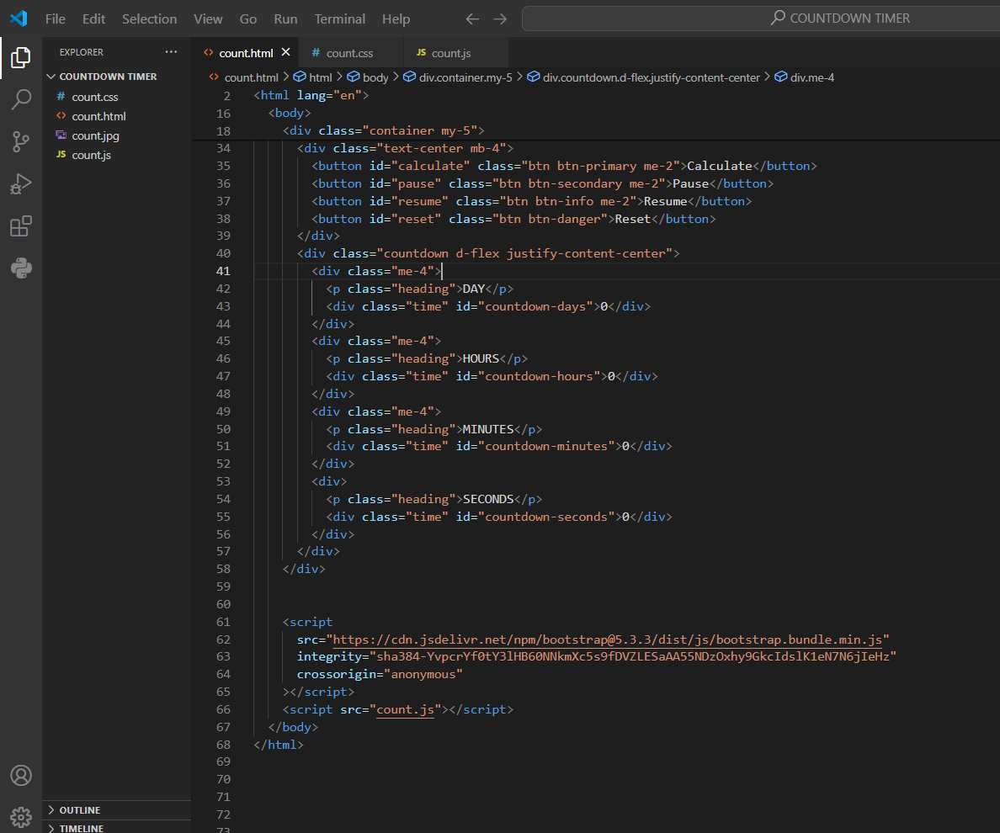 File Edit Selection View Go Run Terminal Help
COUNTDOWN TIMER
EXPLORER ···
COUNTDOWN TIMER
# count.css
<> count.html
count.jpg
JS count.js
OUTLINE
TIMELINE
<> count.html
# count.css
JS count.js
<> count.html > html > body > div.container.my-5 > div.countdown.d-flex.justify-content-center > div.me-4
2 <html lang="en">
16 <body>
18 <div class="container my-5">
34 <div class="text-center mb-4">
35 <button id="calculate" class="btn btn-primary me-2">Calculate</button>
36 <button id="pause" class="btn btn-secondary me-2">Pause</button>
37 <button id="resume" class="btn btn-info me-2">Resume</button>
38 <button id="reset" class="btn btn-danger">Reset</button>
39 </div>
40 <div class="countdown d-flex justify-content-center">
41 <div class="me-4">
42 <p class="heading">DAY</p>
43 <div class="time" id="countdown-days">0</div>
44 </div>
45 <div class="me-4">
46 <p class="heading">HOURS</p>
47 <div class="time" id="countdown-hours">0</div>
48 </div>
49 <div class="me-4">
50 <p class="heading">MINUTES</p>
51 <div class="time" id="countdown-minutes">0</div>
52 </div>
53 <div>
54 <p class="heading">SECONDS</p>
55 <div class="time" id="countdown-seconds">0</div>
56 </div>
57 </div>
58 </div>
59
60
61 <script
62 src="https://cdn.jsdelivr.net/npm/bootstrap@5.3.3/dist/js/bootstrap.bundle.min.js"
63 integrity="sha384-YvpcrYf0tY3lHB60NNkmXc5s9fDVZLESaAA55NDzOxhy9GkcIdslK1eN7N6jIeHz"
64 crossorigin="anonymous"
65 ></script>
66 <script src="count.js"></script>
67 </body>
68 </html>
69
70
71
72
73